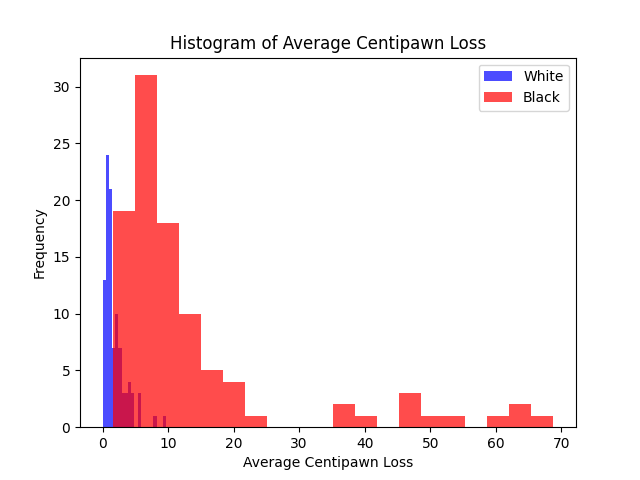 Histogram of Average Centipawn Loss
White
Black
Frequency
30
25
20
15
10
5
0
0 10 20 30 40 50 60 70
Average Centipawn Loss